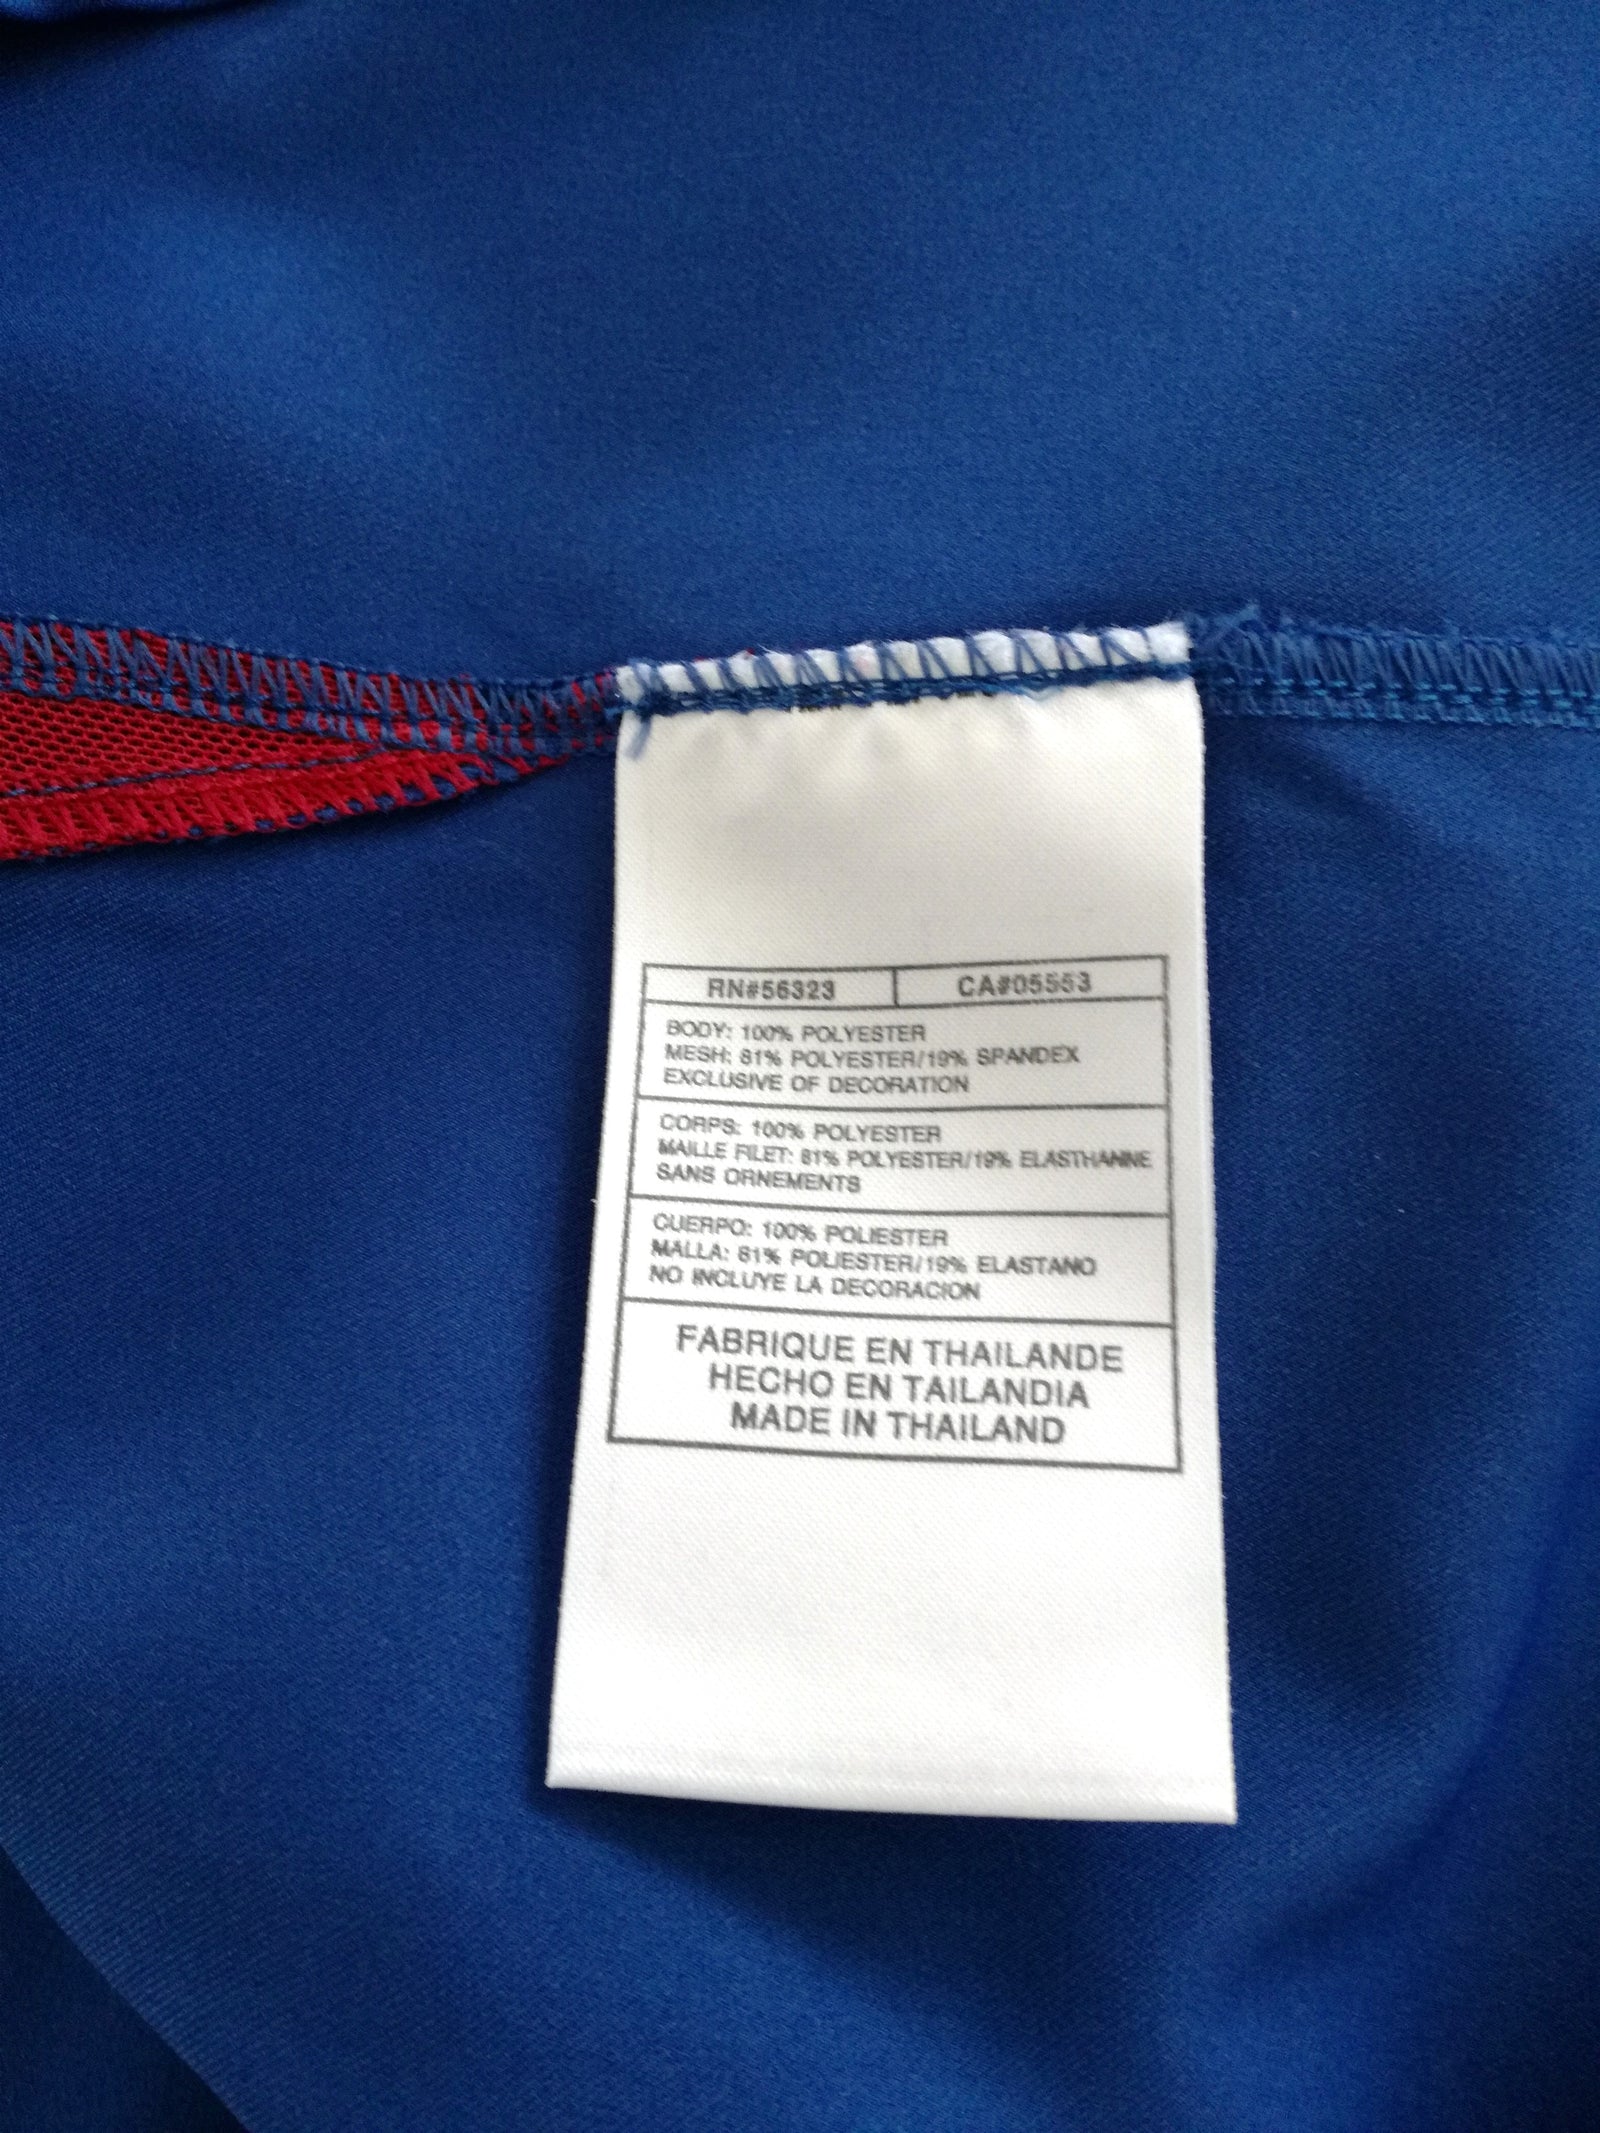 RN#56323 CA#05553
BODY: 100% POLYESTER
MESH: 81% POLYESTER/19% SPANDEX
EXCLUSIVE OF DECORATION
CORPS: 100% POLYESTER
MAILLE FILET: 81% POLYESTER/19% ELASTHANNE
SANS ORNEMENTS
CUERPO: 100% POLIESTER
MALLA: 81% POLIESTER/19% ELASTANO
NO INCLUYE LA DECORACION
FABRIQUE EN THAILANDE
HECHO EN TAILANDIA
MADE IN THAILAND